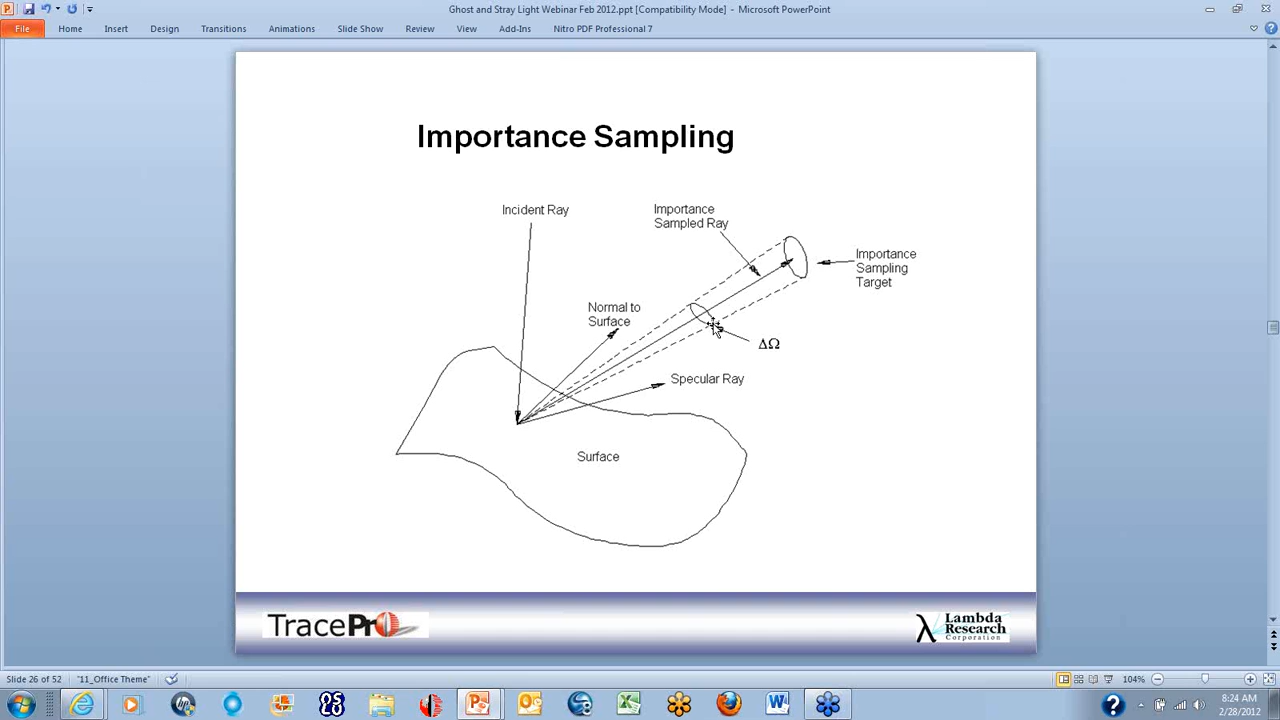 Ghost and Stray Light Webinar Feb 2012.ppt [Compatibility Mode] - Microsoft PowerPoint
File Home Insert Design Transitions Animations Slide Show Review View Add-Ins Nitro PDF Professional 7
Importance Sampling
Incident Ray
Importance
Sampled Ray
Importance
Sampling
Target
Normal to
Surface
ΔΩ
Specular Ray
Surface
TracePro
Lambda
Research
Corporation
Slide 26 of 52 "11_Office Theme" 104%
8:24 AM
2/28/2012